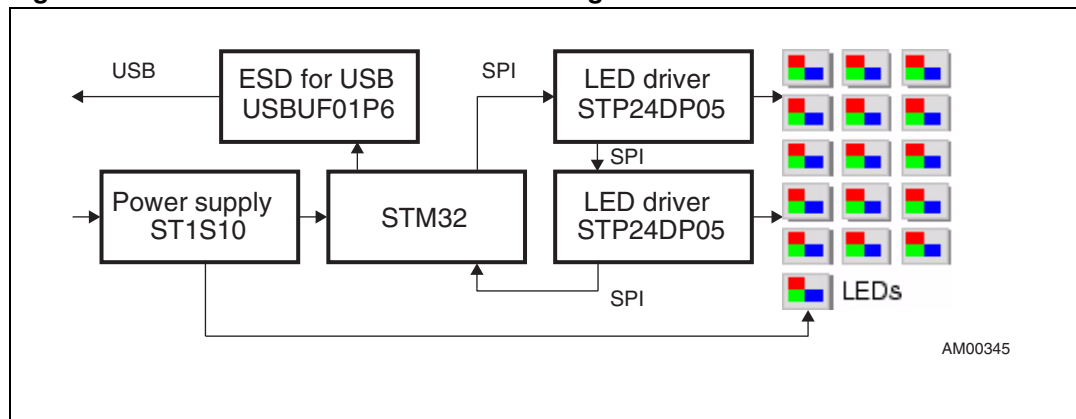 USB
ESD for USB
USBUF01P6
SPI
LED driver
STP24DP05
SPI
Power supply
ST1S10
STM32
LED driver
STP24DP05
SPI
LEDs
AM00345